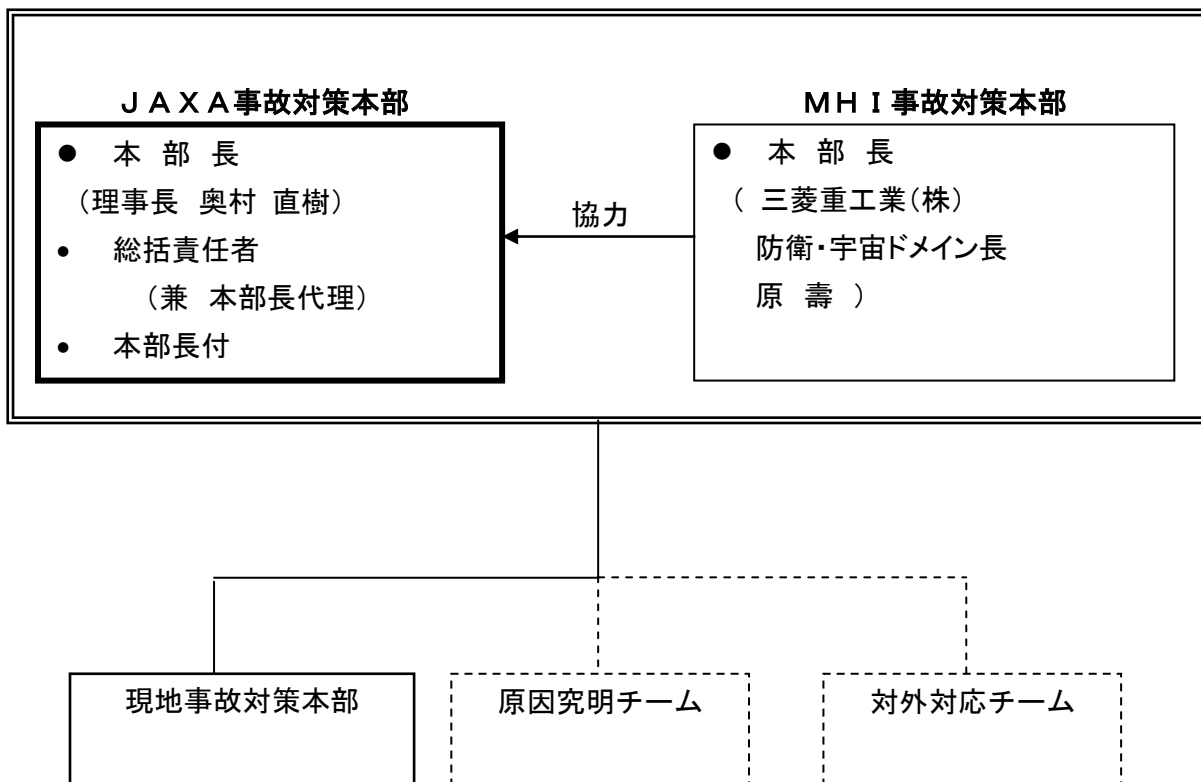 ＪＡＸＡ事故対策本部
● 本 部 長
（理事長 奥村 直樹）
● 総括責任者
（兼 本部長代理）
● 本部長付
協力
ＭＨＩ事故対策本部
● 本 部 長
（ 三菱重工業（株）
防衛・宇宙ドメイン長
原 壽 ）
現地事故対策本部
原因究明チーム
対外対応チーム